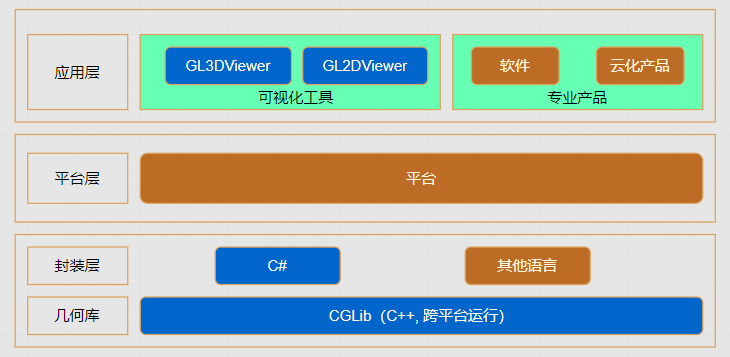 应用层
GL3DViewer
GL2DViewer
可视化工具
软件
云化产品
专业产品
平台层
平台
封装层
C#
其他语言
几何库
CGLib（C++, 跨平台运行）